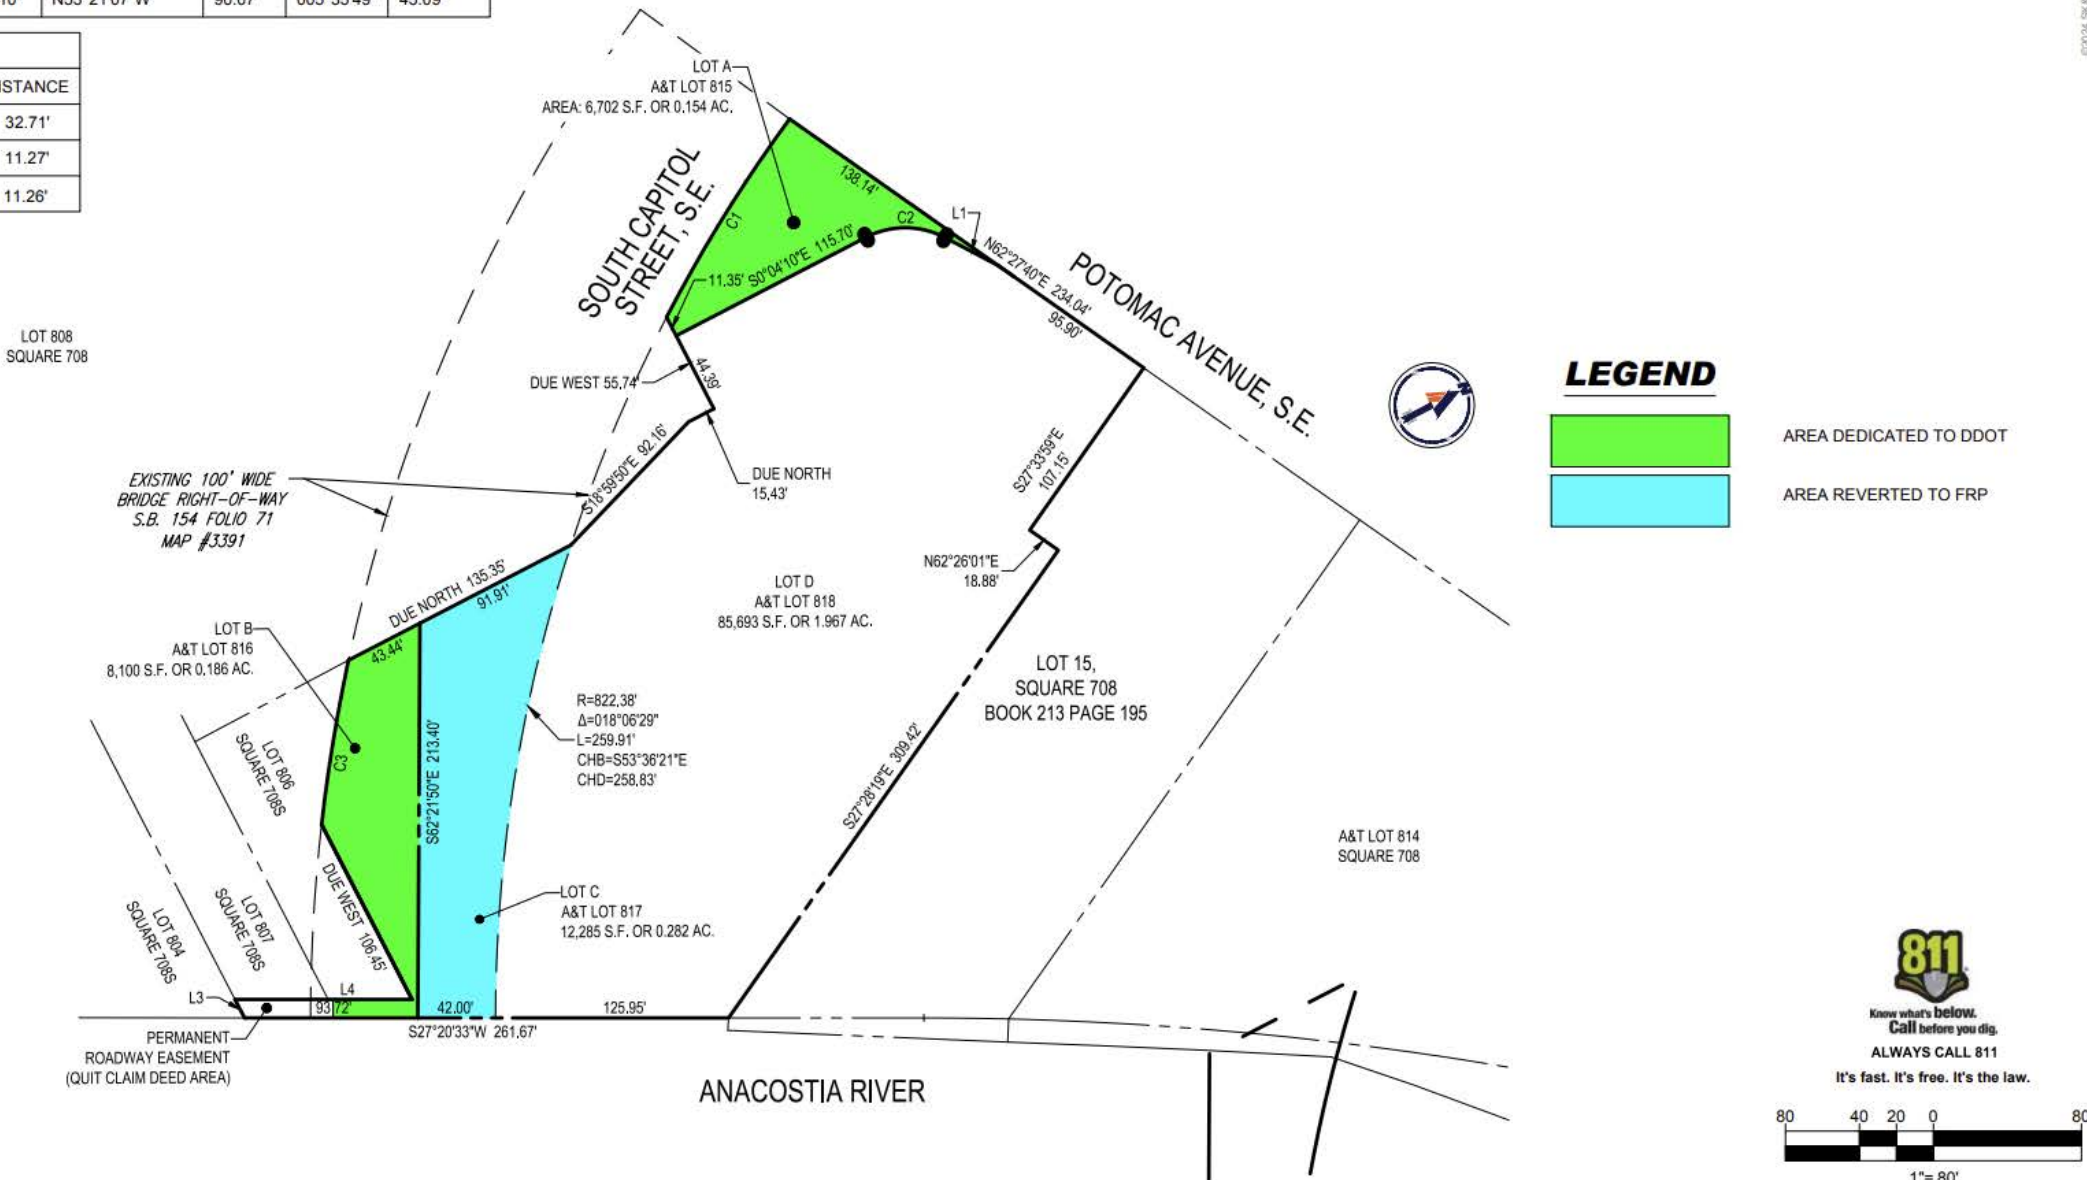 N53°21'07"W 90.07 003°35'49" 45.09
ISTANCE
32.71'
11.27'
11.26'
LOT A
A&T LOT 815
AREA: 6,702 S.F. OR 0.154 AC.
SOUTH CAPITOL
STREET, S.E.
C1
138.14'
C2
L1
11.35'
S0°04'10"E 115.70'
N62°27'40"E 234.04'
95.90'
POTOMAC AVENUE, S.E.
LOT 808
SQUARE 708
DUE WEST 55.74'
44.39'
DUE NORTH
15.43'
S18°59'50"E 92.16'
EXISTING 100' WIDE
BRIDGE RIGHT-OF-WAY
S.B. 154 FOLIO 71
MAP #3391
S27°33'59"E
107.15'
N62°26'01"E
18.88'
N
LEGEND
AREA DEDICATED TO DDOT
AREA REVERTED TO FRP
DUE NORTH 135.35'
91.91'
43.44'
LOT D
A&T LOT 818
85,693 S.F. OR 1.967 AC.
LOT B
A&T LOT 816
8,100 S.F. OR 0.186 AC.
LOT 15,
SQUARE 708
BOOK 213 PAGE 195
R=822.38'
Δ=018°06'29"
L=259.91'
CHB=S53°36'21"E
CHD=258.83'
S62°21'50"E 213.40'
C3
LOT 806
SQUARE 708S
S27°28'19"E 309.42'
A&T LOT 814
SQUARE 708
LOT 804
SQUARE 708S
LOT 807
SQUARE 708S
DUE WEST 106.45'
LOT C
A&T LOT 817
12,285 S.F. OR 0.282 AC.
L3
L4
93.72'
42.00'
125.95'
S27°20'33"W 261.67'
PERMANENT
ROADWAY EASEMENT
(QUIT CLAIM DEED AREA)
ANACOSTIA RIVER
811
Know what's below.
Call before you dig.
ALWAYS CALL 811
It's fast. It's free. It's the law.
80 40 20 0 80
1"= 80'